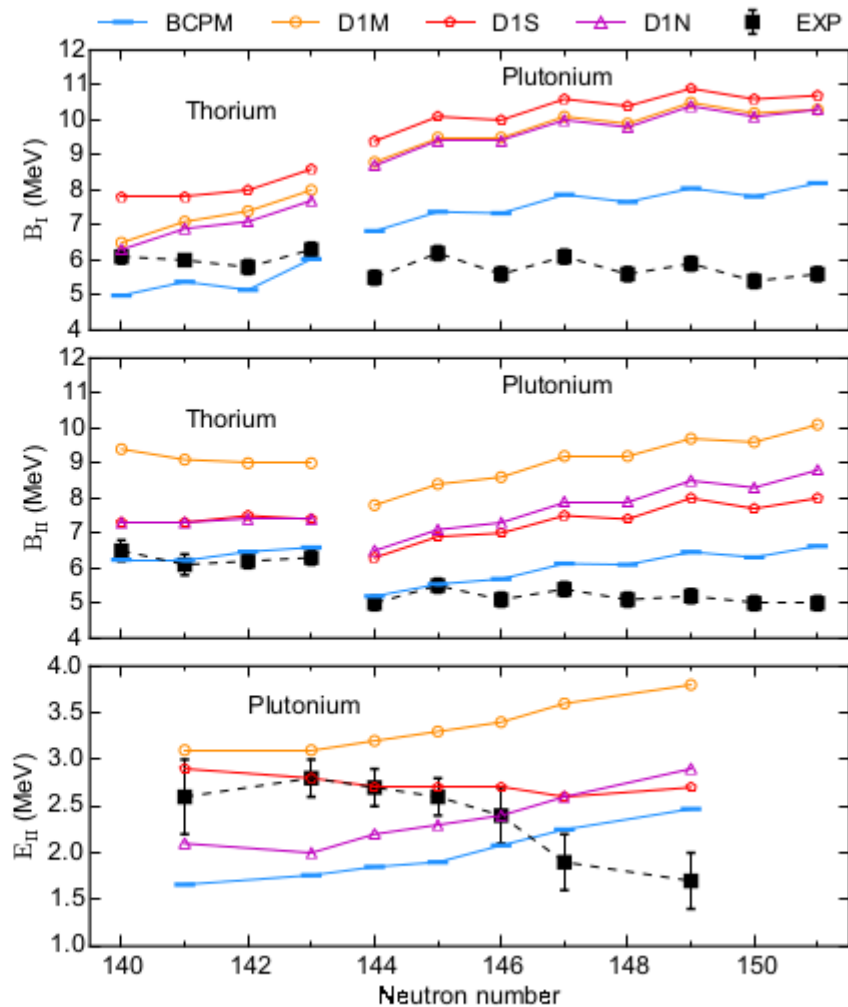 BCPM D1M D1S D1N EXP
12
11
10
9
8
7
6
5
4
B_I (MeV)
Thorium
Plutonium
12
11
10
9
8
7
6
5
4
B_II (MeV)
Thorium
Plutonium
4.0
3.5
3.0
2.5
2.0
1.5
1.0
E_II (MeV)
Plutonium
140 142 144 146 148 150
Neutron number